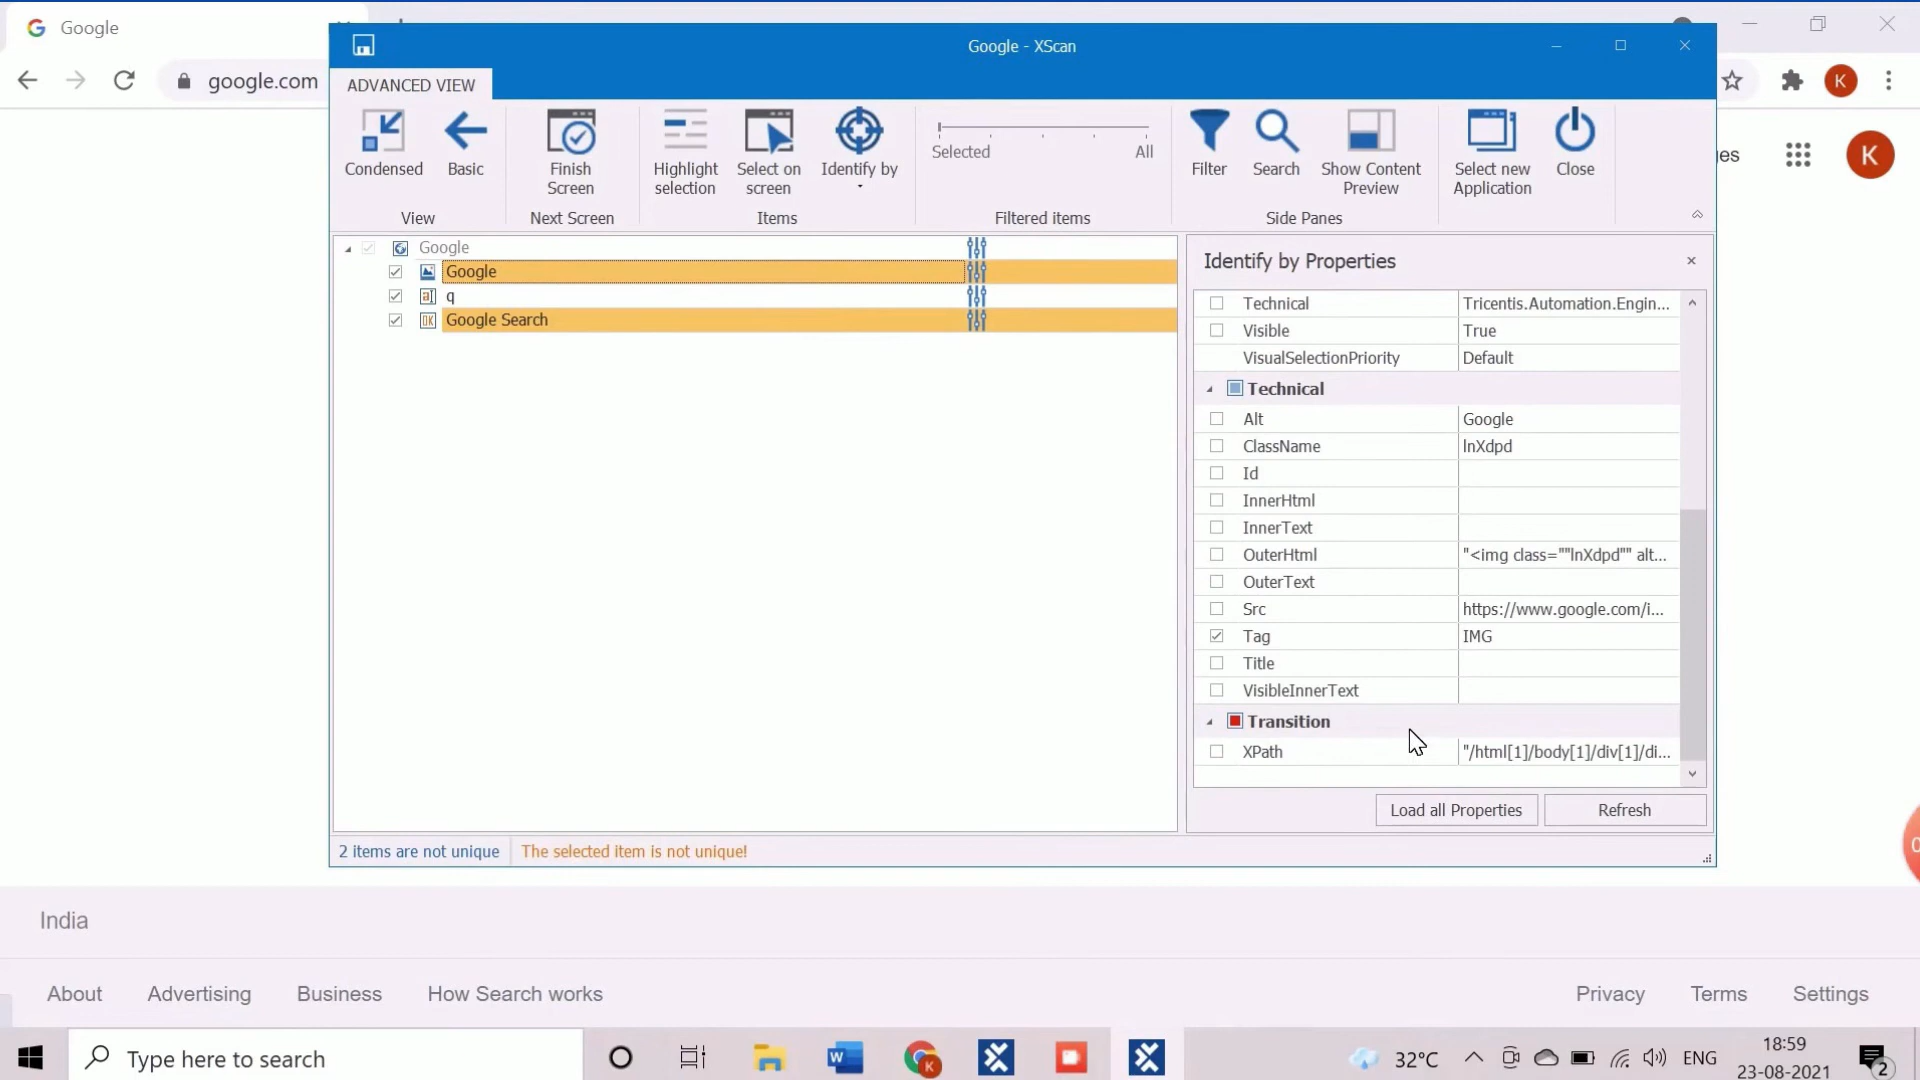 Google
Google - XScan
google.com
ADVANCED VIEW
Condensed
Basic
Finish
Screen
Highlight
selection
Select on
screen
Identify by
Selected
All
Filter
Search
Show Content
Preview
Select new
Application
Close
View
Next Screen
Items
Filtered items
Side Panes
K
K
Google
Google
q
Google Search
Identify by Properties
Technical Tricentis.Automation.Engin...
Visible True
VisualSelectionPriority Default
Technical
Alt Google
ClassName lnXdpd
Id
InnerHtml
InnerText
OuterHtml "<img class=""lnXdpd"" alt...
OuterText
Src https://www.google.com/i...
Tag IMG
Title
VisibleInnerText
Transition
XPath "/html[1]/body[1]/div[1]/di...
Load all Properties
Refresh
2 items are not unique
The selected item is not unique!
India
About
Advertising
Business
How Search works
Privacy
Terms
Settings
Type here to search
32°C
ENG
18:59
23-08-2021
2